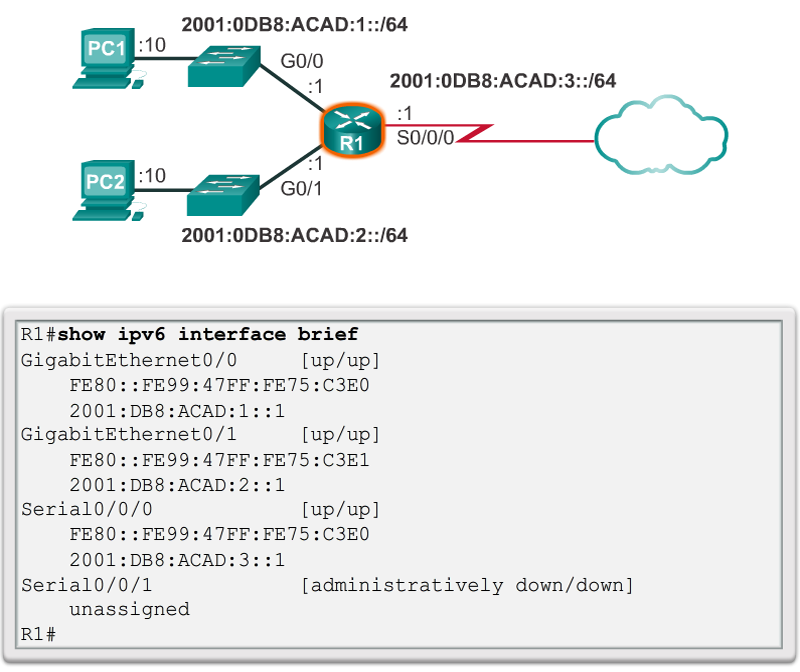 2001:0DB8:ACAD:1::/64
PC1
:10
G0/0
:1
2001:0DB8:ACAD:3::/64
:1
S0/0/0
R1
PC2
:10
:1
G0/1
2001:0DB8:ACAD:2::/64
R1#show ipv6 interface brief
GigabitEthernet0/0 [up/up]
FE80::FE99:47FF:FE75:C3E0
2001:DB8:ACAD:1::1
GigabitEthernet0/1 [up/up]
FE80::FE99:47FF:FE75:C3E1
2001:DB8:ACAD:2::1
Serial0/0/0 [up/up]
FE80::FE99:47FF:FE75:C3E0
2001:DB8:ACAD:3::1
Serial0/0/1 [administratively down/down]
unassigned
R1#